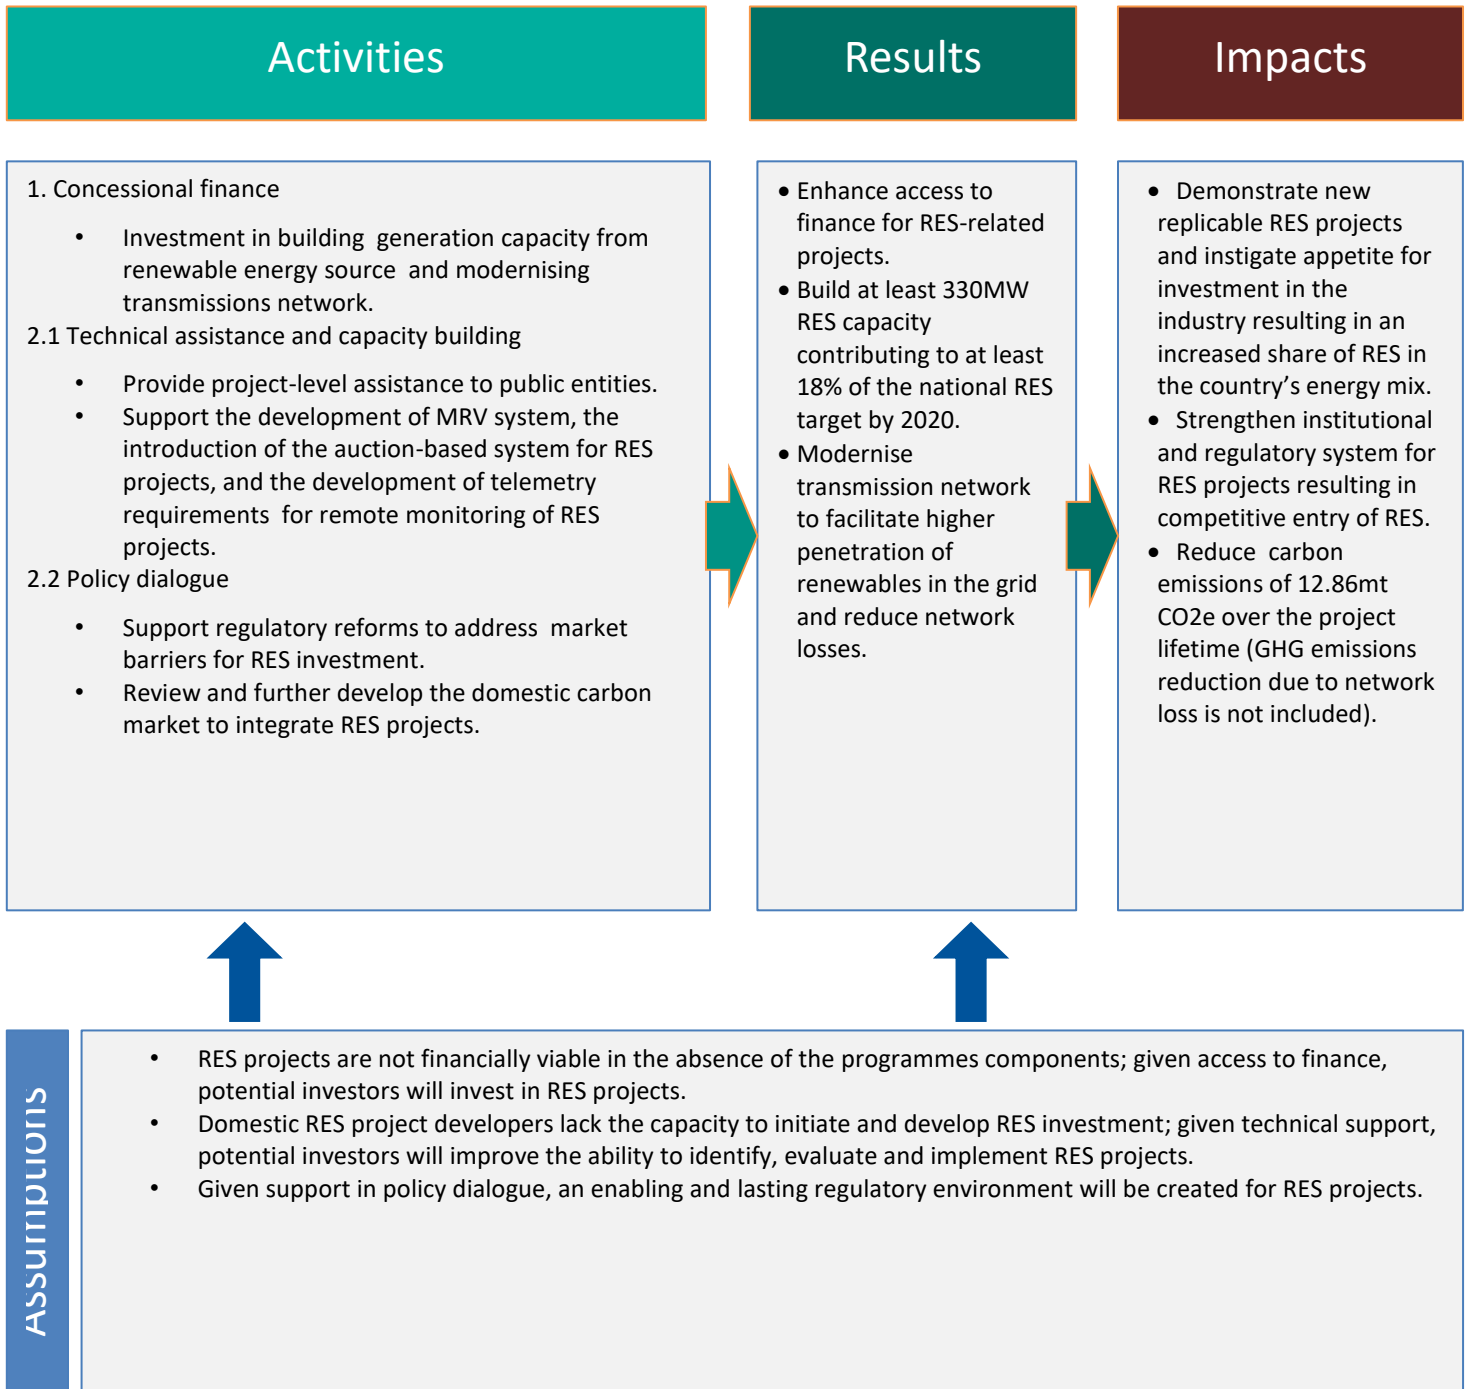 Activities
Results
Impacts
1. Concessional finance
• Investment in building generation capacity from
renewable energy source and modernising
transmissions network.
2.1 Technical assistance and capacity building
• Provide project-level assistance to public entities.
• Support the development of MRV system, the
introduction of the auction-based system for RES
projects, and the development of telemetry
requirements for remote monitoring of RES
projects.
2.2 Policy dialogue
• Support regulatory reforms to address market
barriers for RES investment.
• Review and further develop the domestic carbon
market to integrate RES projects.
• Enhance access to
finance for RES-related
projects.
• Build at least 330MW
RES capacity
contributing to at least
18% of the national RES
target by 2020.
• Modernise
transmission network
to facilitate higher
penetration of
renewables in the grid
and reduce network
losses.
• Demonstrate new
replicable RES projects
and instigate appetite for
investment in the
industry resulting in an
increased share of RES in
the country’s energy mix.
• Strengthen institutional
and regulatory system for
RES projects resulting in
competitive entry of RES.
• Reduce carbon
emissions of 12.86mt
CO2e over the project
lifetime (GHG emissions
reduction due to network
loss is not included).
Assumptions
• RES projects are not financially viable in the absence of the programmes components; given access to finance,
potential investors will invest in RES projects.
• Domestic RES project developers lack the capacity to initiate and develop RES investment; given technical support,
potential investors will improve the ability to identify, evaluate and implement RES projects.
• Given support in policy dialogue, an enabling and lasting regulatory environment will be created for RES projects.